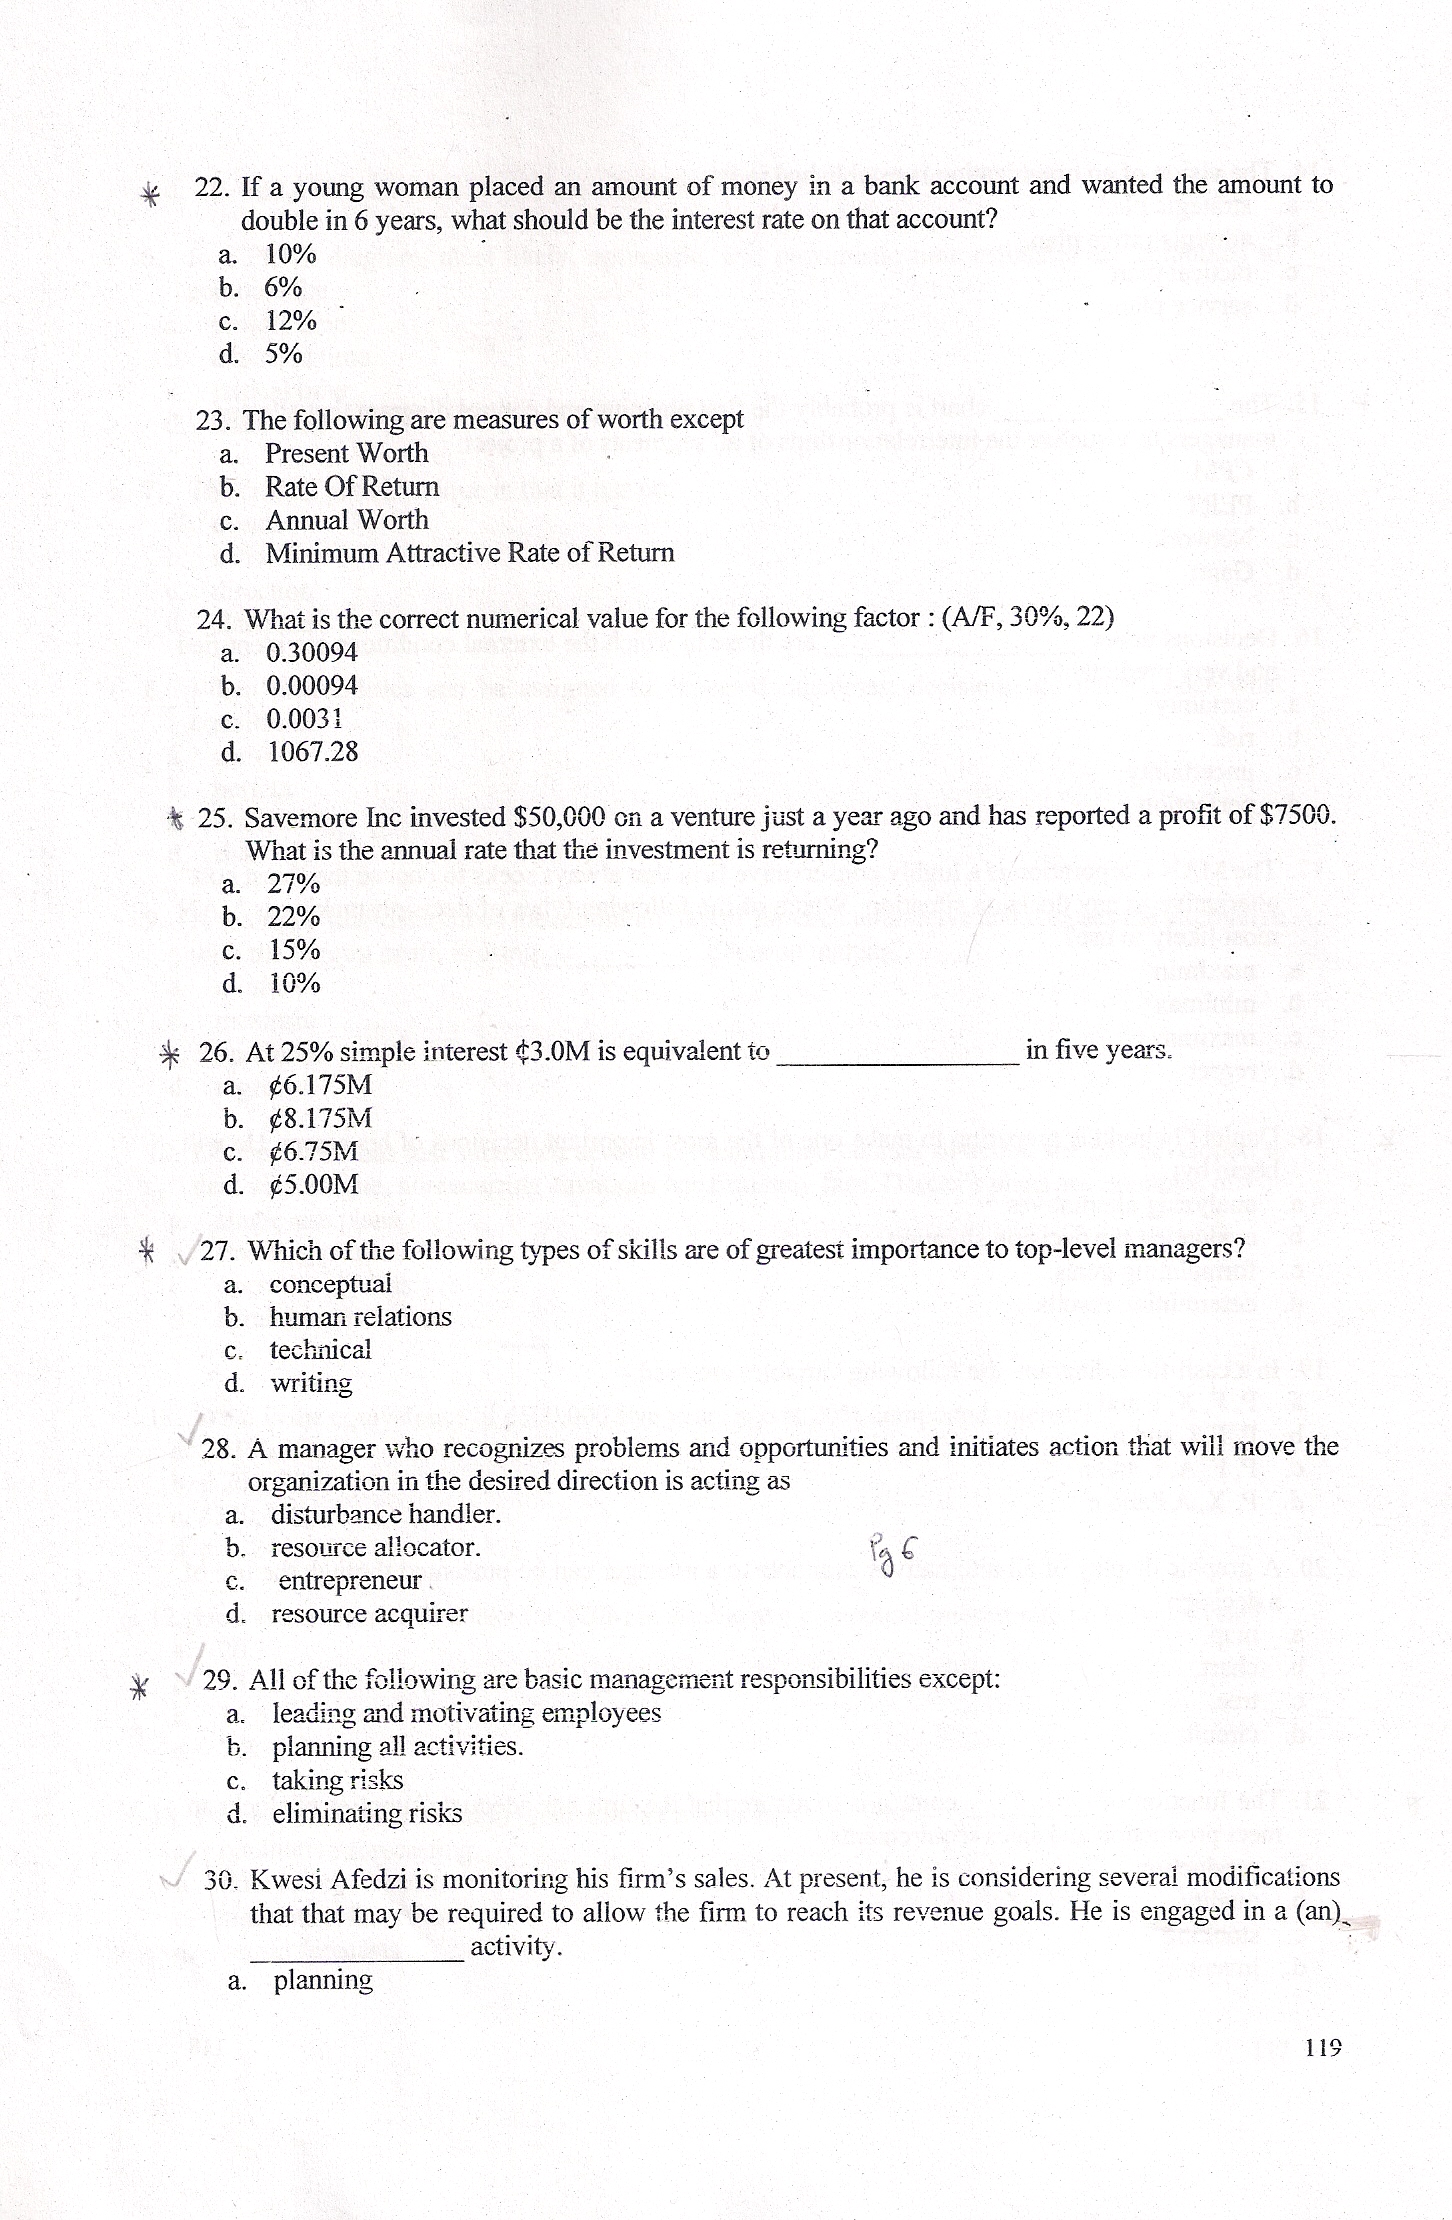 22. If a young woman placed an amount of money in a bank account and wanted the amount to
double in 6 years, what should be the interest rate on that account?
a. 10%
b. 6%
c. 12%
d. 5%
23. The following are measures of worth except
a. Present Worth
b. Rate Of Return
c. Annual Worth
d. Minimum Attractive Rate of Return
24. What is the correct numerical value for the following factor : (A/F, 30%, 22)
a. 0.30094
b. 0.00094
c. 0.0031
d. 1067.28
25. Savemore Inc invested $50,000 on a venture just a year ago and has reported a profit of $7500.
What is the annual rate that the investment is returning?
a. 27%
b. 22%
c. 15%
d. 10%
26. At 25% simple interest ¢3.0M is equivalent to ____________________ in five years.
a. ¢6.175M
b. ¢8.175M
c. ¢6.75M
d. ¢5.00M
27. Which of the following types of skills are of greatest importance to top-level managers?
a. conceptual
b. human relations
c. technical
d. writing
28. A manager who recognizes problems and opportunities and initiates action that will move the
organization in the desired direction is acting as
a. disturbance handler.
b. resource allocator.
Pg 6
c. entrepreneur
d. resource acquirer
29. All of the following are basic management responsibilities except:
a. leading and motivating employees
b. planning all activities.
c. taking risks
d. eliminating risks
30. Kwesi Afedzi is monitoring his firm's sales. At present, he is considering several modifications
that that may be required to allow the firm to reach its revenue goals. He is engaged in a (an)
__________________ activity.
a. planning
119